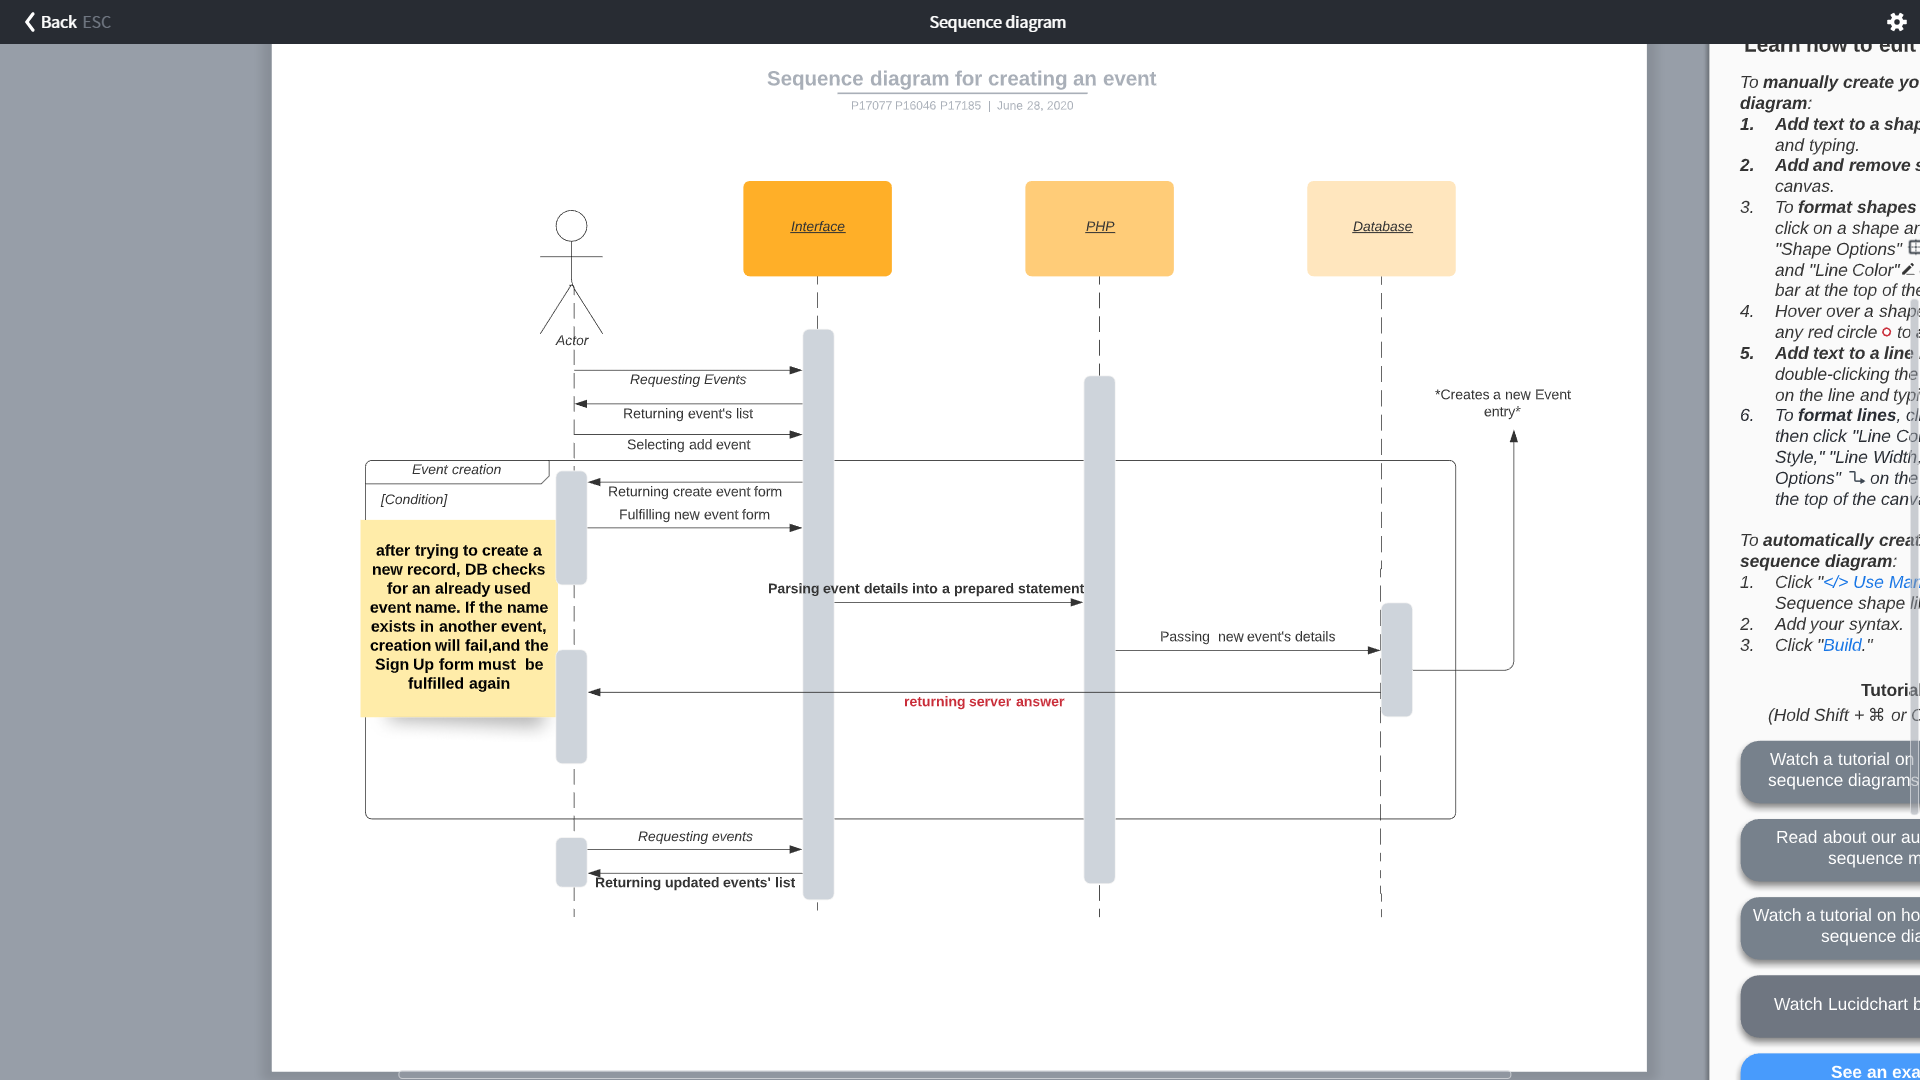 Back ESC
Sequence diagram
Sequence diagram for creating an event
P17077 P16046 P17185 | June 28, 2020
Interface
PHP
Database
Actor
Requesting Events
Returning event's list
Selecting add event
*Creates a new Event
entry*
Event creation
[Condition]
Returning create event form
Fulfilling new event form
after trying to create a
new record, DB checks
for an already used
event name. If the name
exists in another event,
creation will fail,and the
Sign Up form must be
fulfilled again
Parsing event details into a prepared statement
Passing new event's details
returning server answer
Requesting events
Returning updated events' list
Learn how to edit
To manually create yo
diagram:
1. Add text to a shap
and typing.
2. Add and remove s
canvas.
3. To format shapes
click on a shape an
"Shape Options"
and "Line Color"
bar at the top of the
4. Hover over a shape
any red circle to a
5. Add text to a line
double-clicking the
on the line and typi
6. To format lines, cl
then click "Line Co
Style," "Line Width,
Options" on the
the top of the canva
To automatically creat
sequence diagram:
1. Click "</> Use Mar
Sequence shape li
2. Add your syntax.
3. Click "Build."
Tutorial
(Hold Shift + ⌘ or C
Watch a tutorial on
sequence diagrams
Read about our au
sequence m
Watch a tutorial on ho
sequence dia
Watch Lucidchart b
See an exa